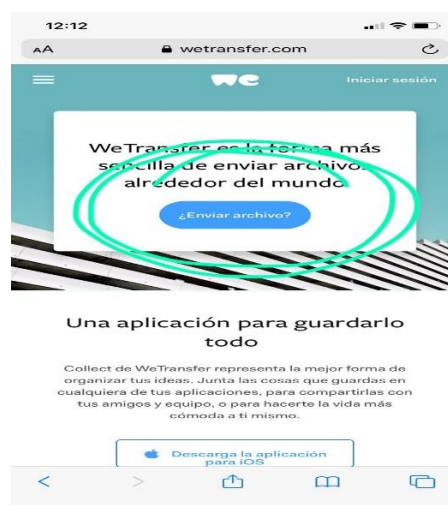 12:12
AA wetransfer.com
we Iniciar sesión
WeTransfer es la forma más
sencilla de enviar archivos
alrededor del mundo
¿Enviar archivo?
Una aplicación para guardarlo
todo
Collect de WeTransfer representa la mejor forma de
organizar tus ideas. Junta las cosas que guardas en
cualquiera de tus aplicaciones, para compartirlas con
tus amigos y equipo, o para hacerte la vida más
cómoda a ti mismo.
Descarga la aplicación
para iOS